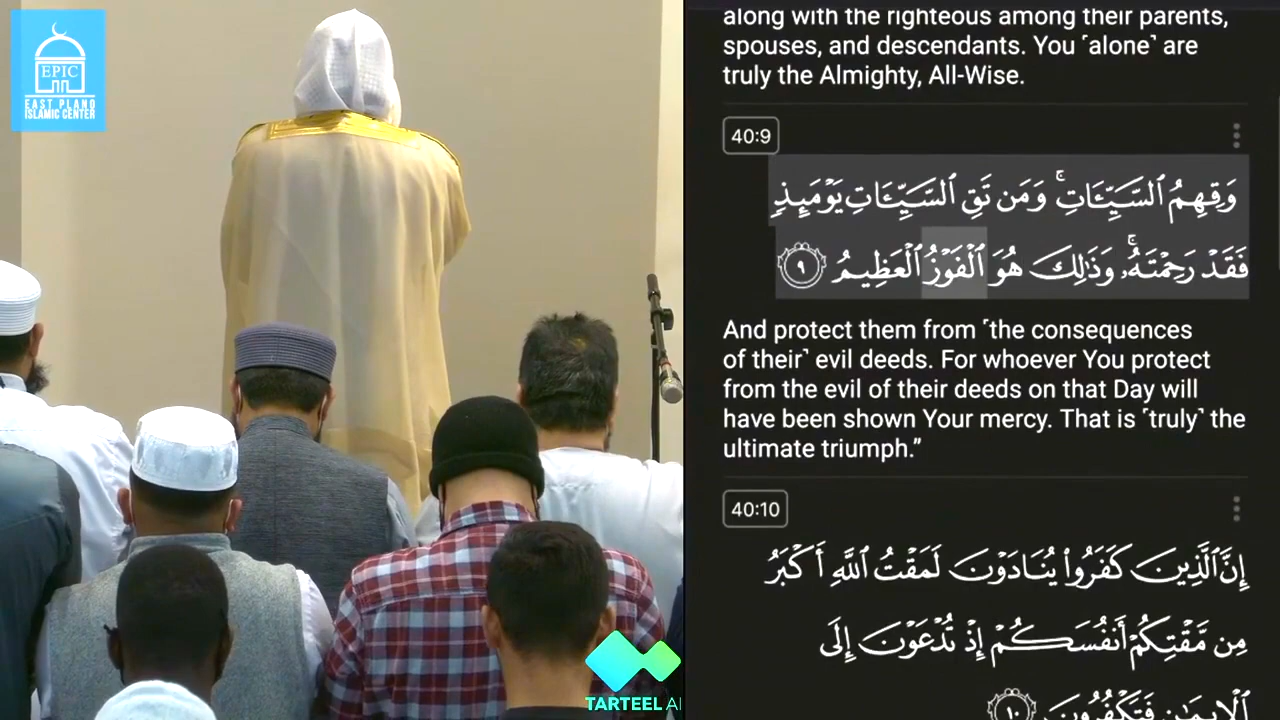 EPIC
EAST PLANO
ISLAMIC CENTER
along with the righteous among their parents,
spouses, and descendants. You ˹alone˺ are
truly the Almighty, All-Wise.
40:9
وَقِهِمُ ٱلسَّيِّـَٔاتِ ۚ وَمَن تَقِ ٱلسَّيِّـَٔاتِ يَوْمَئِذٍ
فَقَدْ رَحِمْتَهُۥ ۚ وَذَٰلِكَ هُوَ ٱلْفَوْزُ ٱلْعَظِيمُ ٩
And protect them from ˹the consequences
of their˺ evil deeds. For whoever You protect
from the evil of their deeds on that Day will
have been shown Your mercy. That is ˹truly˺ the
ultimate triumph.”
40:10
إِنَّ ٱلَّذِينَ كَفَرُوا۟ يُنَادَوْنَ لَمَقْتُ ٱللَّهِ أَكْبَرُ
مِن مَّقْتِكُمْ أَنفُسَكُمْ إِذْ تُدْعَوْنَ إِلَى
ٱلْإِيمَٰنِ فَتَكْفُرُونَ ١٠
TARTEEL AI